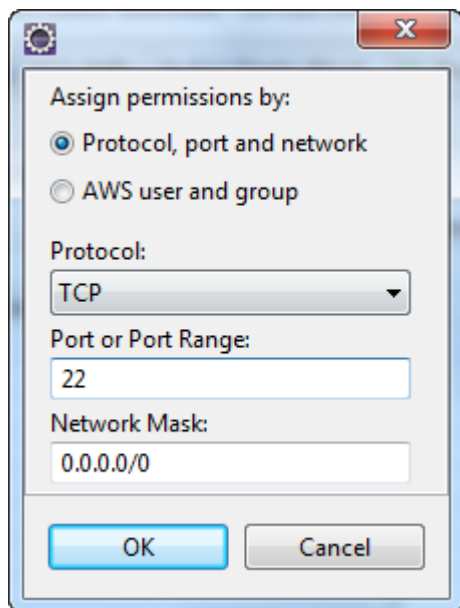 Assign permissions by:
Protocol, port and network
AWS user and group
Protocol:
TCP
Port or Port Range:
22
Network Mask:
0.0.0.0/0
OK
Cancel